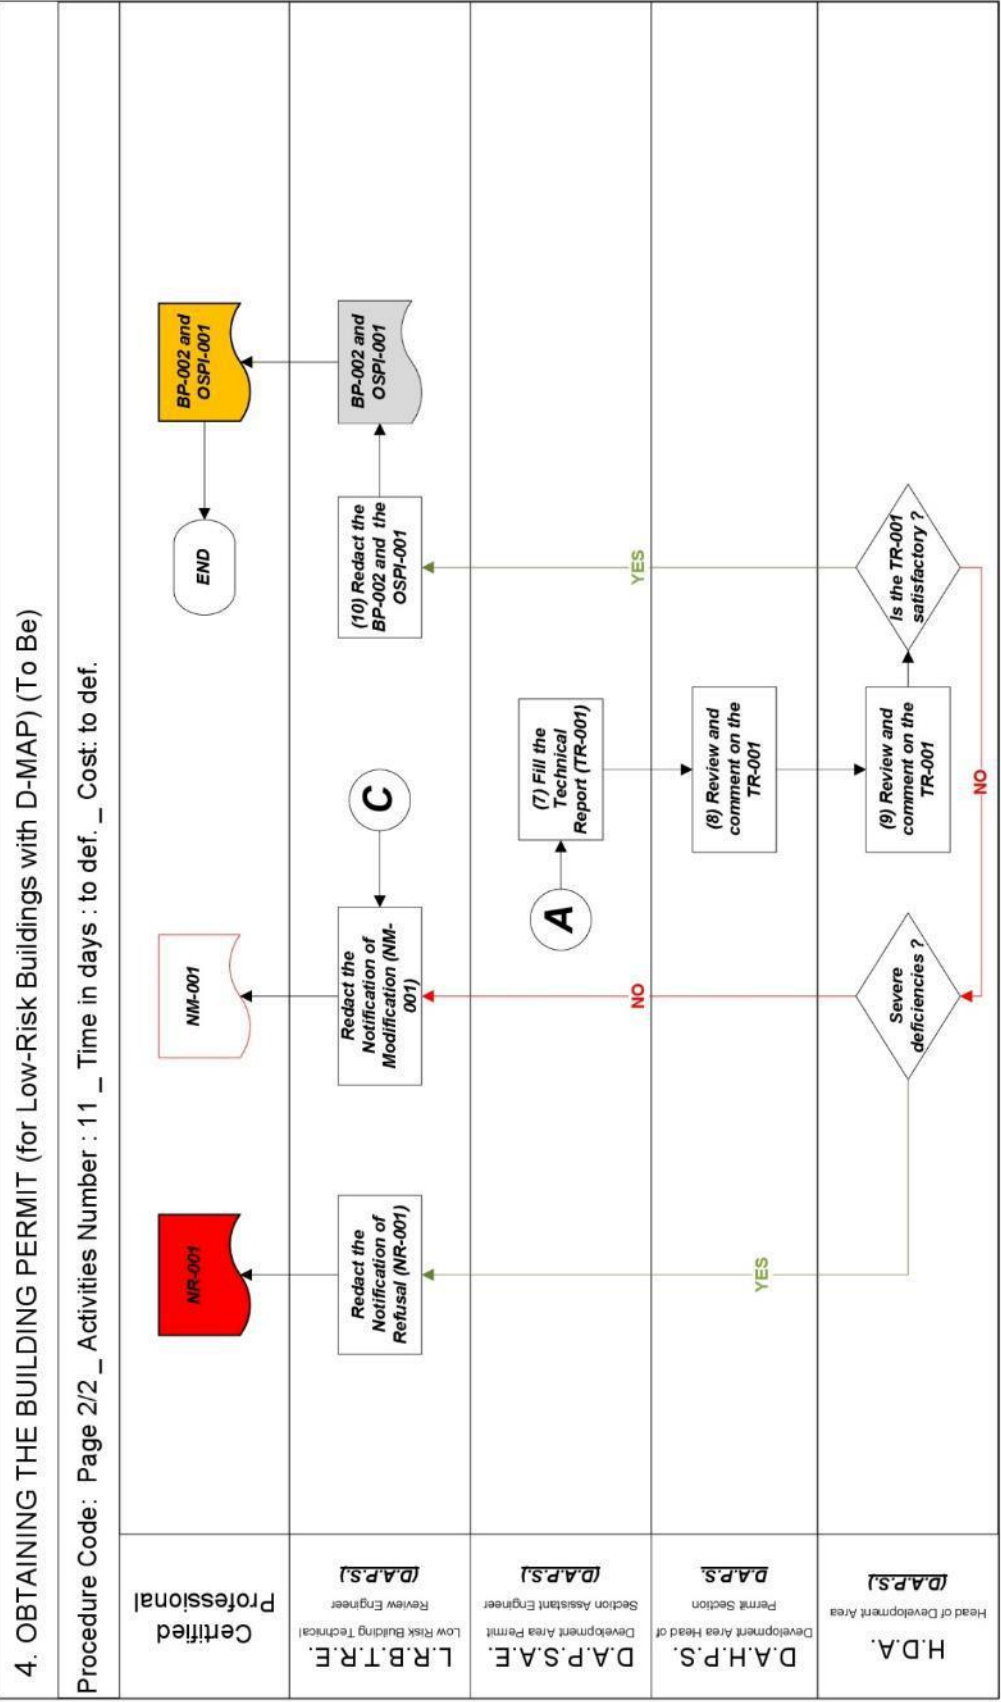 4. OBTAINING THE BUILDING PERMIT (for Low-Risk Buildings with D-MAP) (To Be)
Procedure Code: Page 2/2 _ Activities Number : 11 _ Time in days : to def. _ Cost: to def.
Certified
Professional
NR-001
NM-001
END
BP-002 and
OSPI-001
L.R.B.T.R.E.
Low Risk Building Technical
Review Engineer
(D.A.P.S.)
Redact the
Notification of
Refusal (NR-001)
Redact the
Notification of
Modification (NM-
001)
C
(10) Redact the
BP-002 and the
OSPI-001
BP-002 and
OSPI-001
D.A.P.S.A.E.
Development Area Permit
Section Assistant Engineer
(D.A.P.S.)
A
(7) Fill the
Technical
Report (TR-001)
NO
YES
D.A.H.P.S.
Development Area Head of
Permit Section
D.A.P.S.
YES
(8) Review and
comment on the
TR-001
H.D.A.
Head of Development Area
(D.A.P.S.)
Severe
deficiencies ?
(9) Review and
comment on the
TR-001
Is the TR-001
satisfactory ?
NO